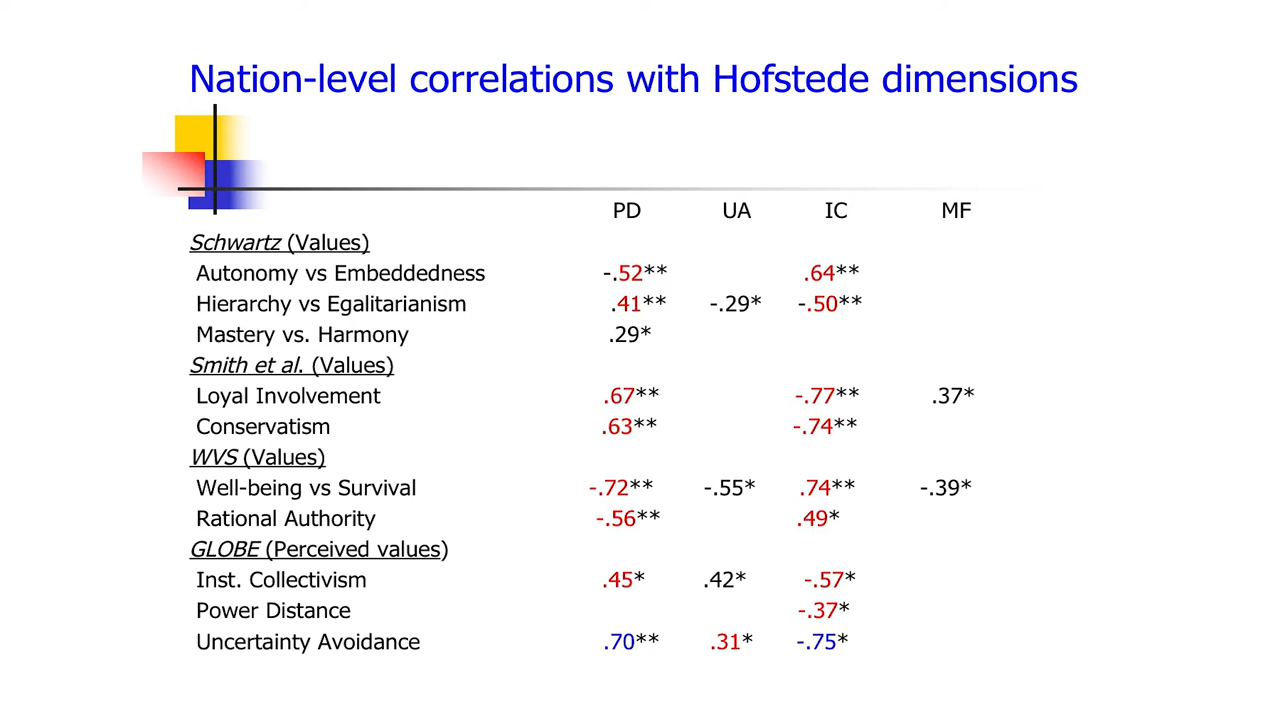 Nation-level correlations with Hofstede dimensions
PD UA IC MF
Schwartz (Values)
Autonomy vs Embeddedness -.52** .64**
Hierarchy vs Egalitarianism .41** -.29* -.50**
Mastery vs. Harmony .29*
Smith et al. (Values)
Loyal Involvement .67** -.77** .37*
Conservatism .63** -.74**
WVS (Values)
Well-being vs Survival -.72** -.55* .74** -.39*
Rational Authority -.56** .49*
GLOBE (Perceived values)
Inst. Collectivism .45* .42* -.57*
Power Distance -.37*
Uncertainty Avoidance .70** .31* -.75*